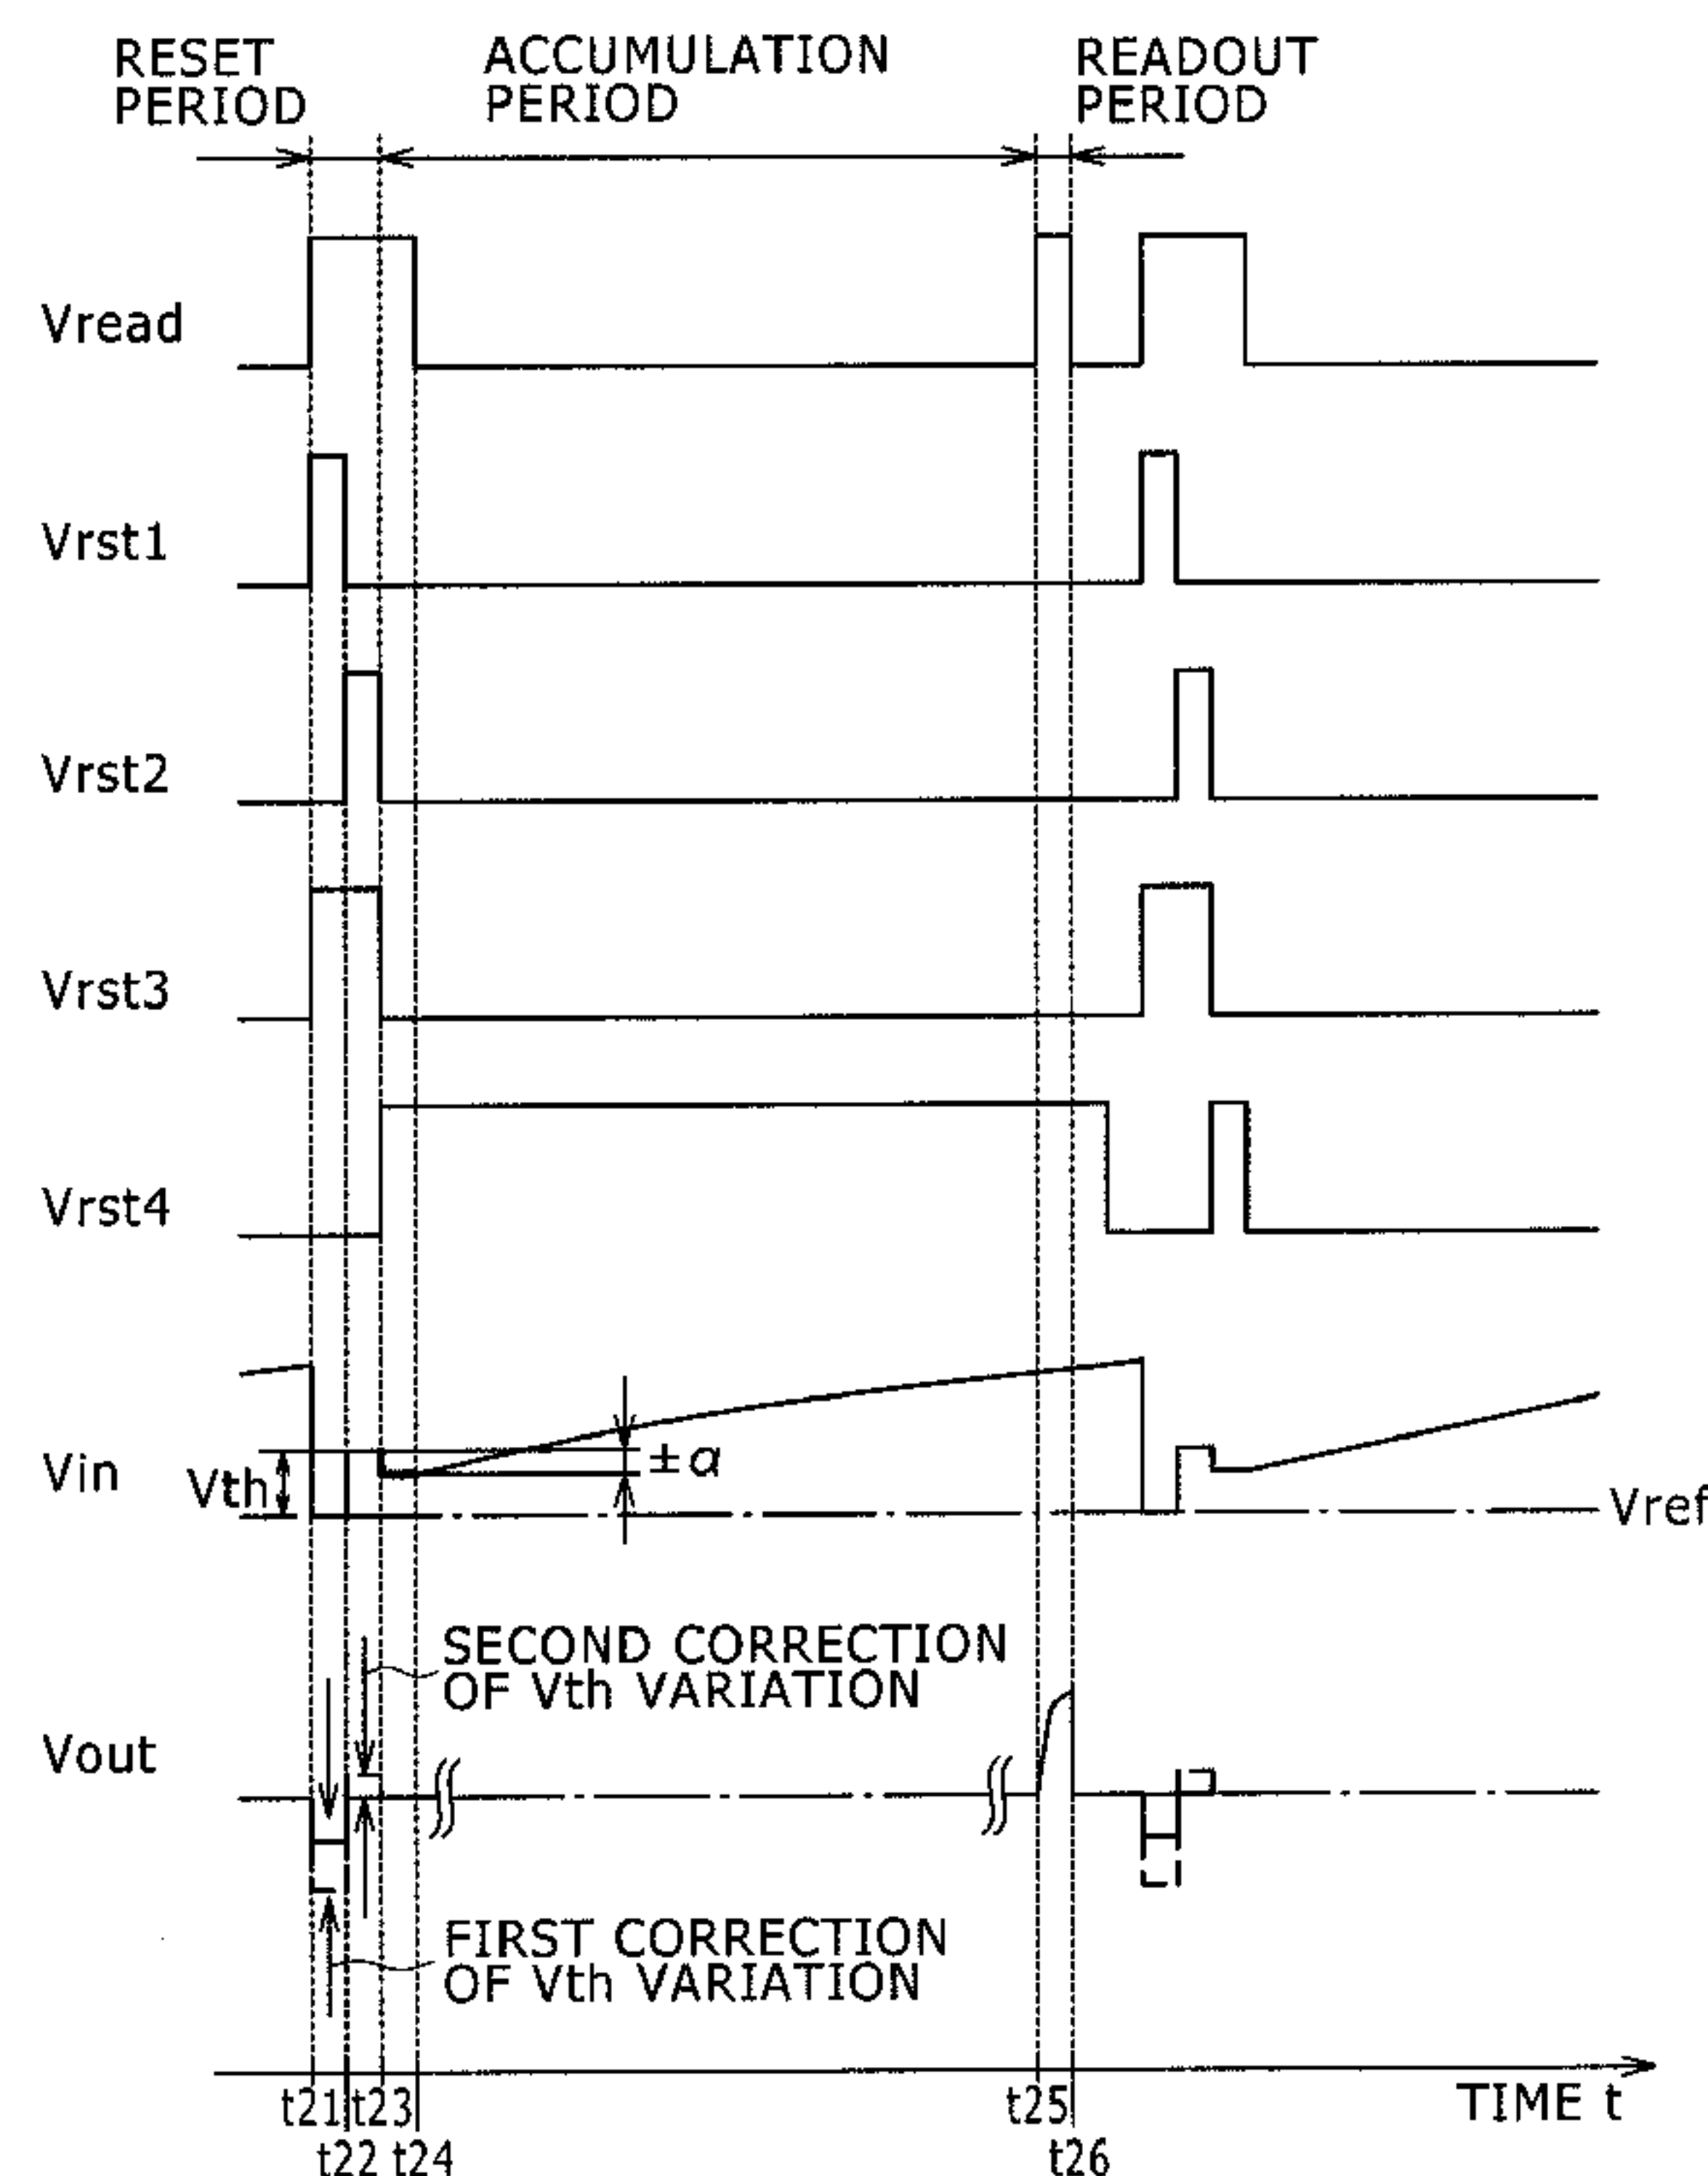 RESET
PERIOD
ACCUMULATION
PERIOD
READOUT
PERIOD
Vread
Vrst1
Vrst2
Vrst3
Vrst4
Vin
Vth
±α
Vref
SECOND CORRECTION
OF Vth VARIATION
Vout
FIRST CORRECTION
OF Vth VARIATION
t21
t22
t23
t24
t25
t26
TIME t